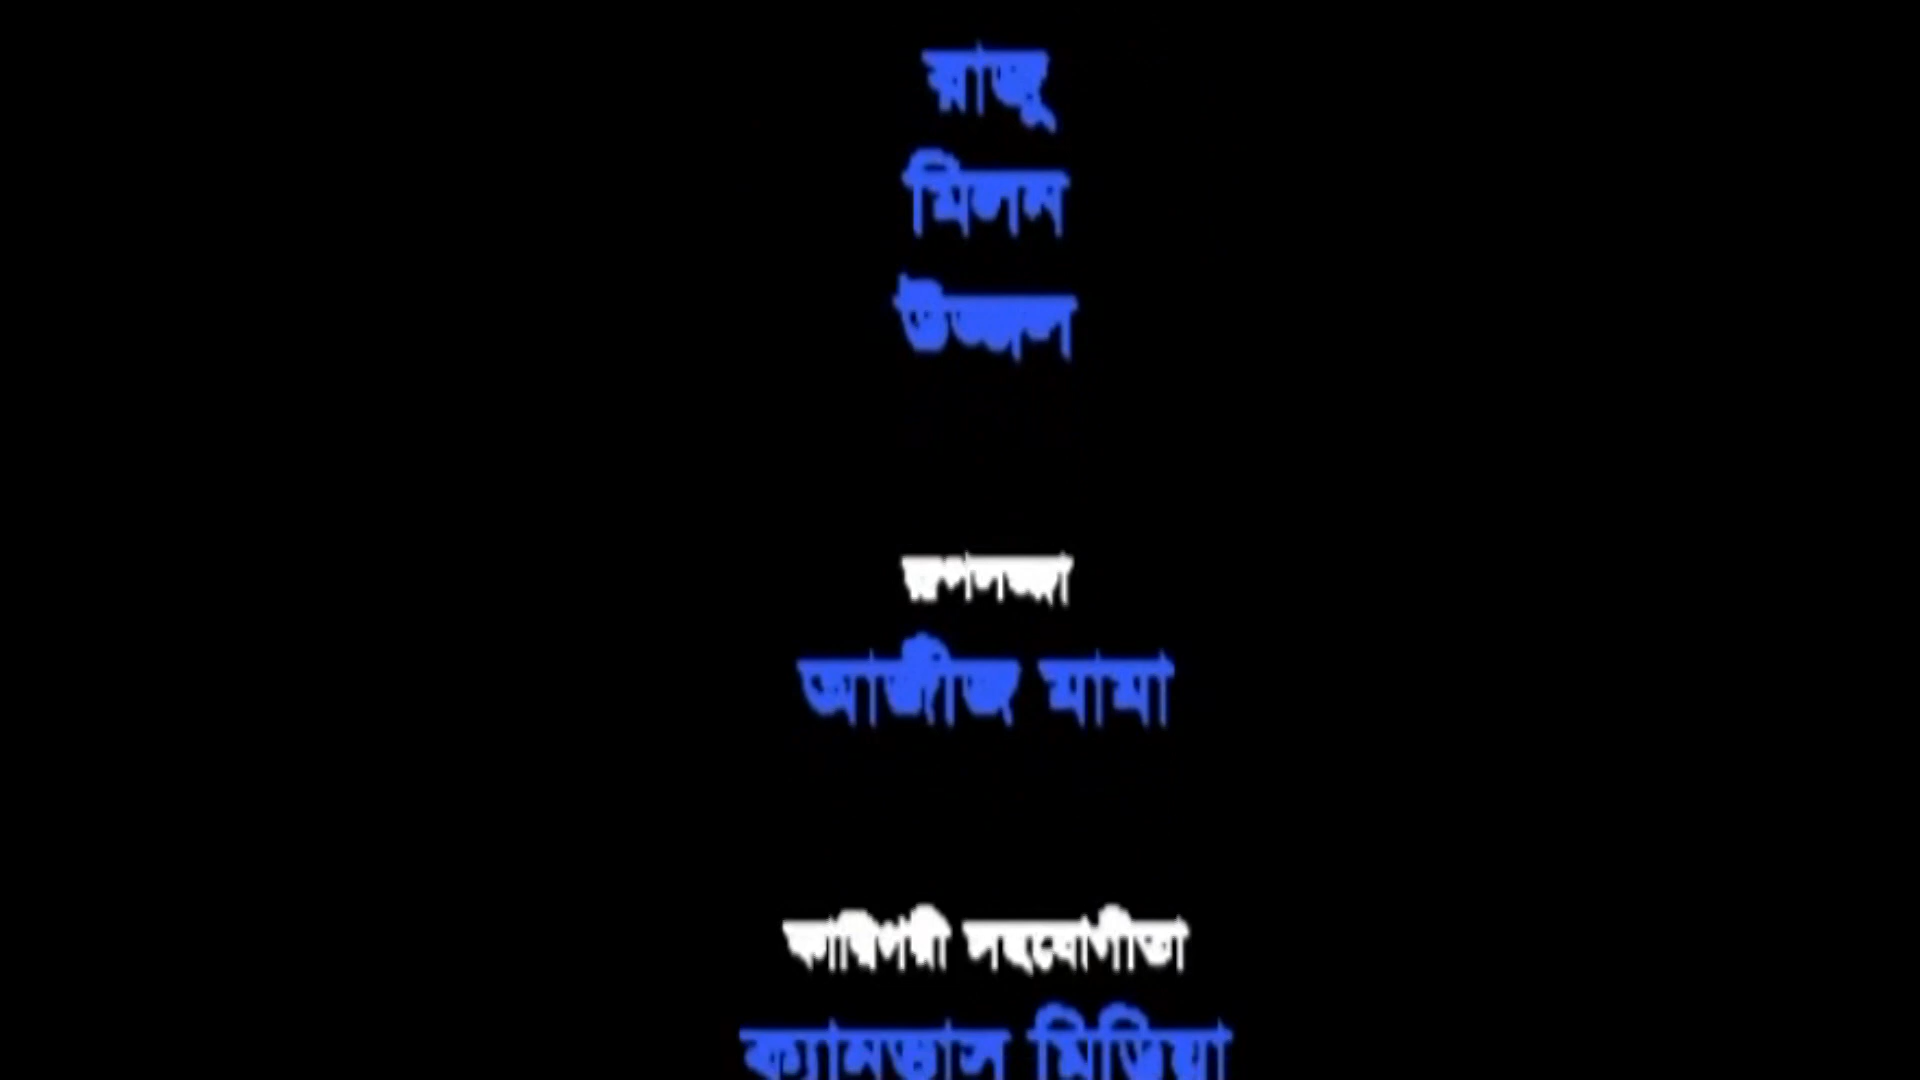 রাজু
মিলন
উজ্জল
রূপসজ্জা
আজীজ মামা
কারিগরী সহযোগীতা
ক্যানভাস মিডিয়া